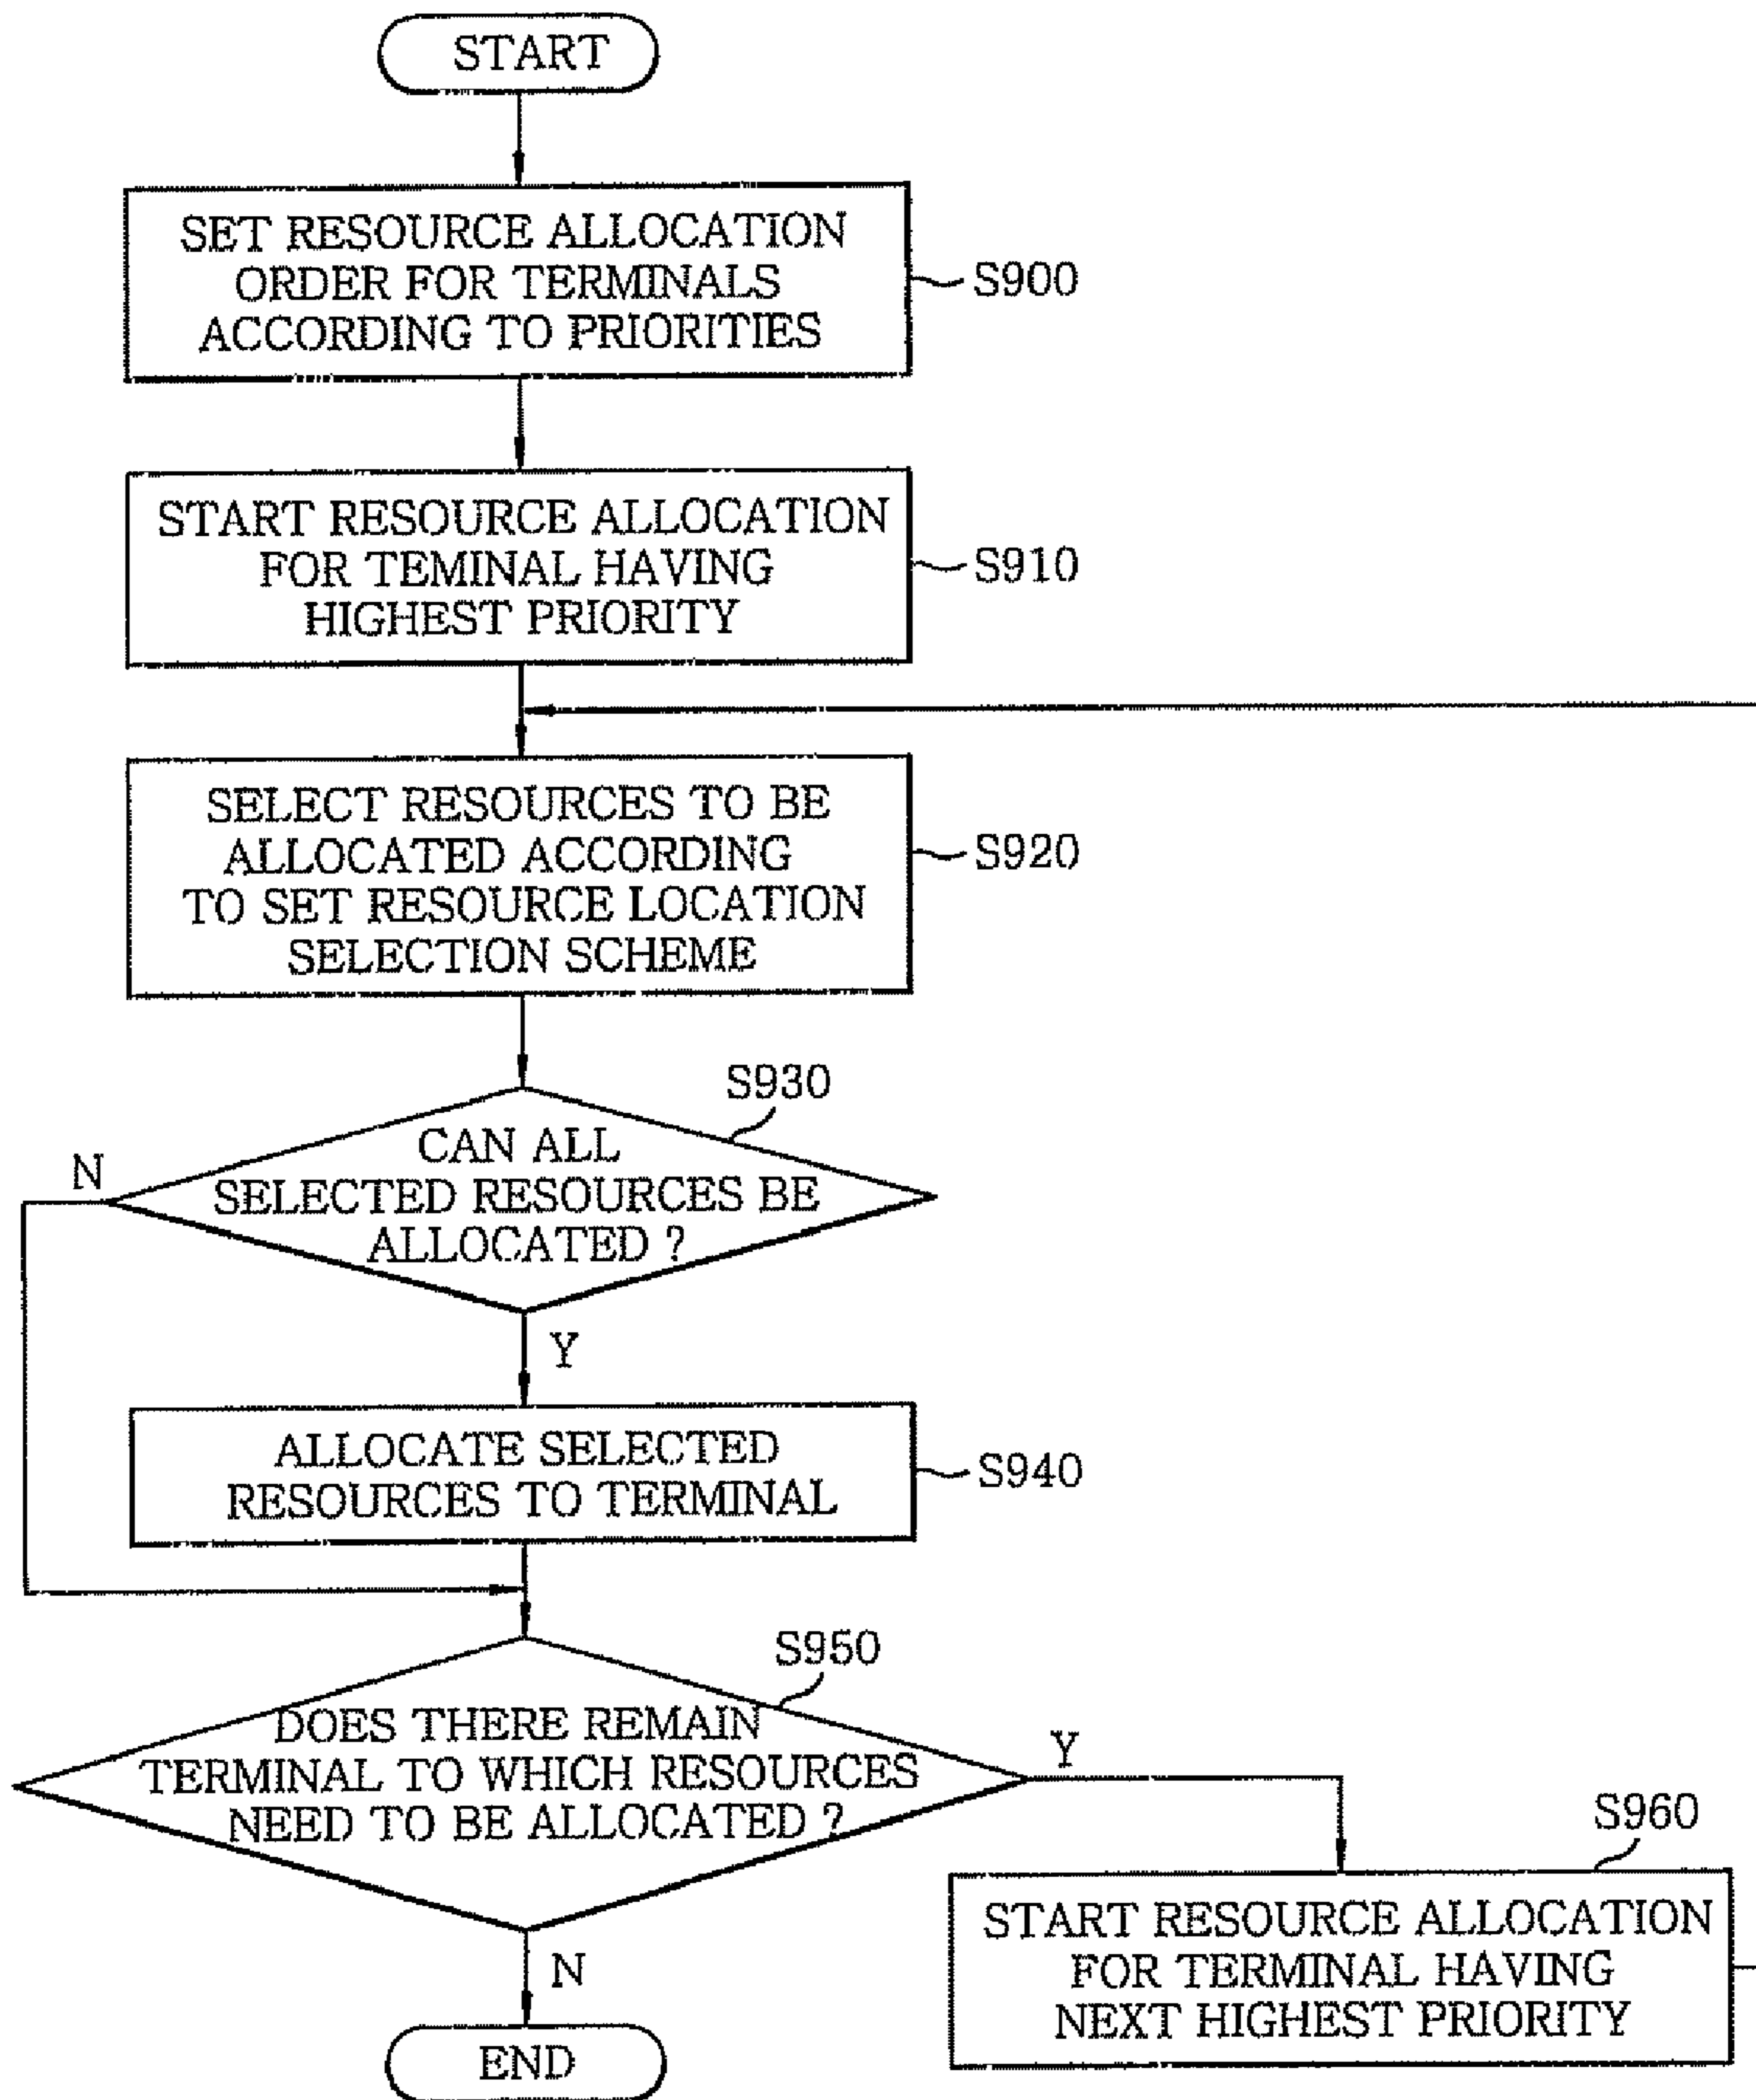 START
SET RESOURCE ALLOCATION
ORDER FOR TERMINALS
ACCORDING TO PRIORITIES
S900
START RESOURCE ALLOCATION
FOR TEMINAL HAVING
HIGHEST PRIORITY
S910
SELECT RESOURCES TO BE
ALLOCATED ACCORDING
TO SET RESOURCE LOCATION
SELECTION SCHEME
S920
S930
CAN ALL
SELECTED RESOURCES BE
ALLOCATED ?
N
Y
ALLOCATE SELECTED
RESOURCES TO TERMINAL
S940
S950
DOES THERE REMAIN
TERMINAL TO WHICH RESOURCES
NEED TO BE ALLOCATED ?
Y
N
S960
START RESOURCE ALLOCATION
FOR TERMINAL HAVING
NEXT HIGHEST PRIORITY
END